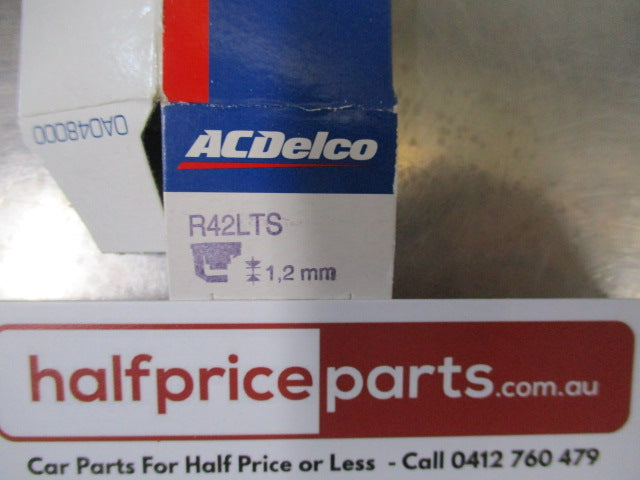 0A048000
ACDelco
R42LTS
1,2 mm
halfpriceparts.com.au
Car Parts For Half Price or Less - Call 0412 760 479